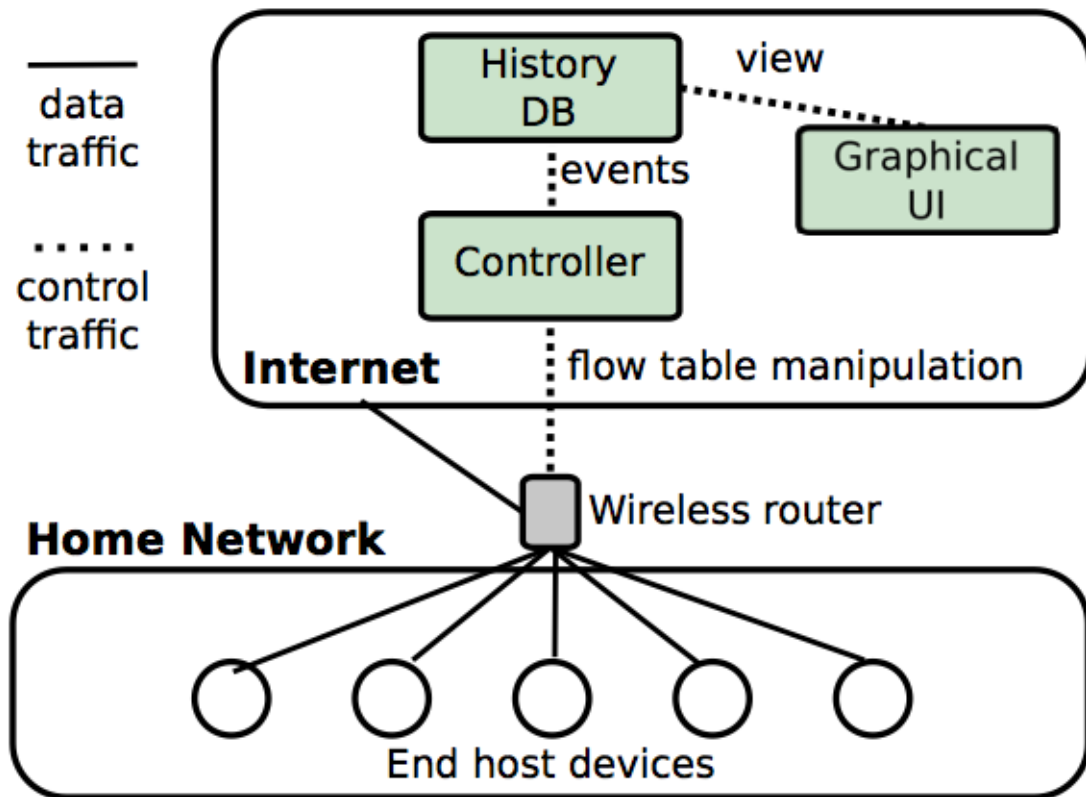 data
traffic
control
traffic
History
DB
view
Graphical
UI
events
Controller
Internet
flow table manipulation
Wireless router
Home Network
End host devices